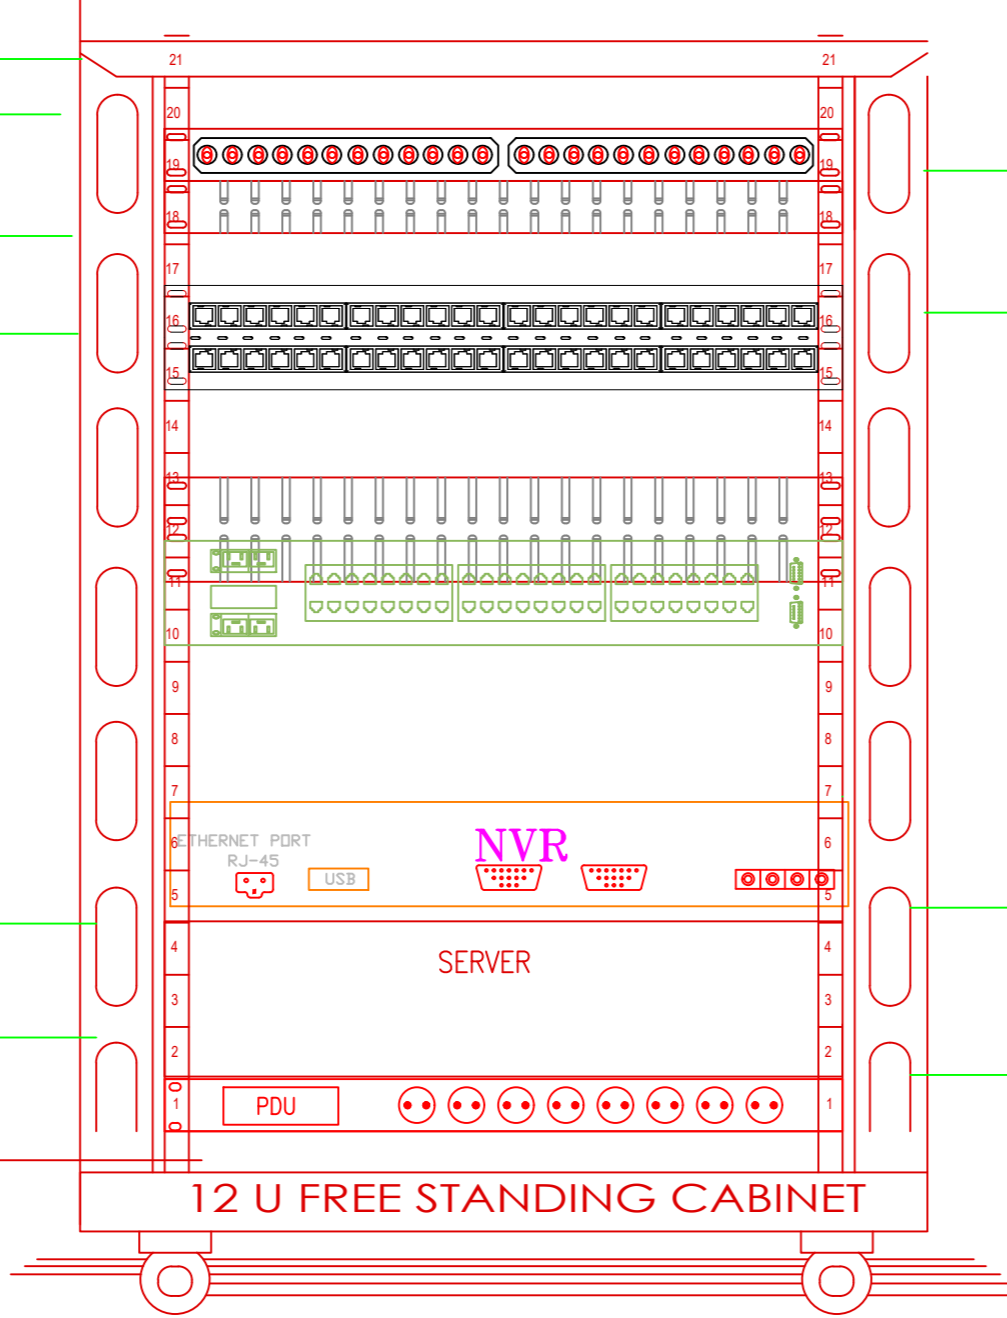 21 21
20 20
19 19
18 18
17 17
16 16
15 15
14 14
13 13
12 12
11 11
10 10
9 9
8 8
7 7
ETHERNET PORT
6 NVR 6
RJ-45
USB
5 5
4 4
SERVER
3 3
2 2
1 PDU 1
12 U FREE STANDING CABINET